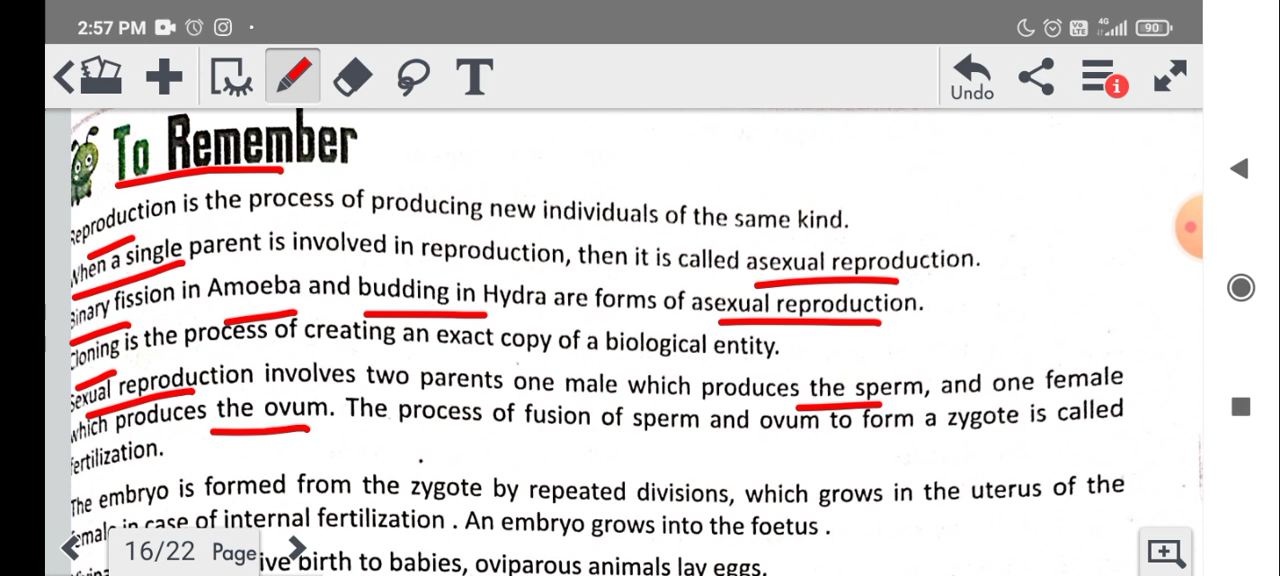 2:57 PM
4G
90
T
Undo
To Remember
Reproduction is the process of producing new individuals of the same kind.
When a single parent is involved in reproduction, then it is called asexual reproduction.
Binary fission in Amoeba and budding in Hydra are forms of asexual reproduction.
Cloning is the process of creating an exact copy of a biological entity.
Sexual reproduction involves two parents one male which produces the sperm, and one female
which produces the ovum. The process of fusion of sperm and ovum to form a zygote is called
fertilization.
The embryo is formed from the zygote by repeated divisions, which grows in the uterus of the
female in case of internal fertilization . An embryo grows into the foetus .
16/22 Page
ive birth to babies, oviparous animals lay eggs.